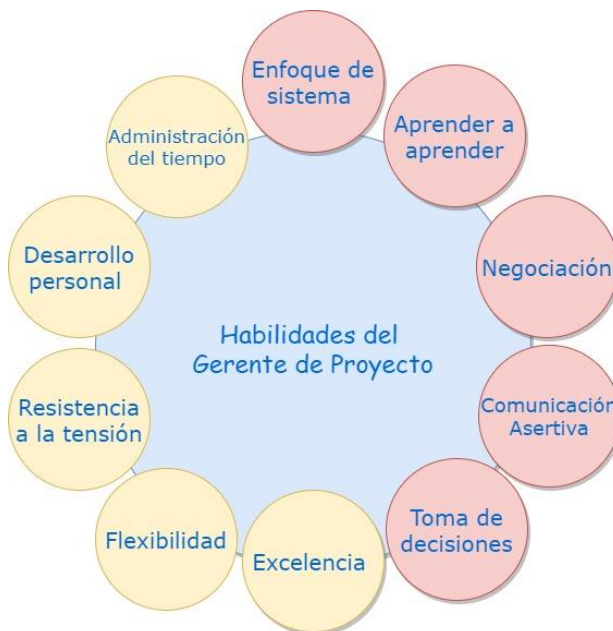 Enfoque de
sistema
Aprender a
aprender
Negociación
Comunicación
Asertiva
Toma de
decisiones
Excelencia
Flexibilidad
Resistencia
a la tensión
Desarrollo
personal
Administración
del tiempo
Habilidades del
Gerente de Proyecto